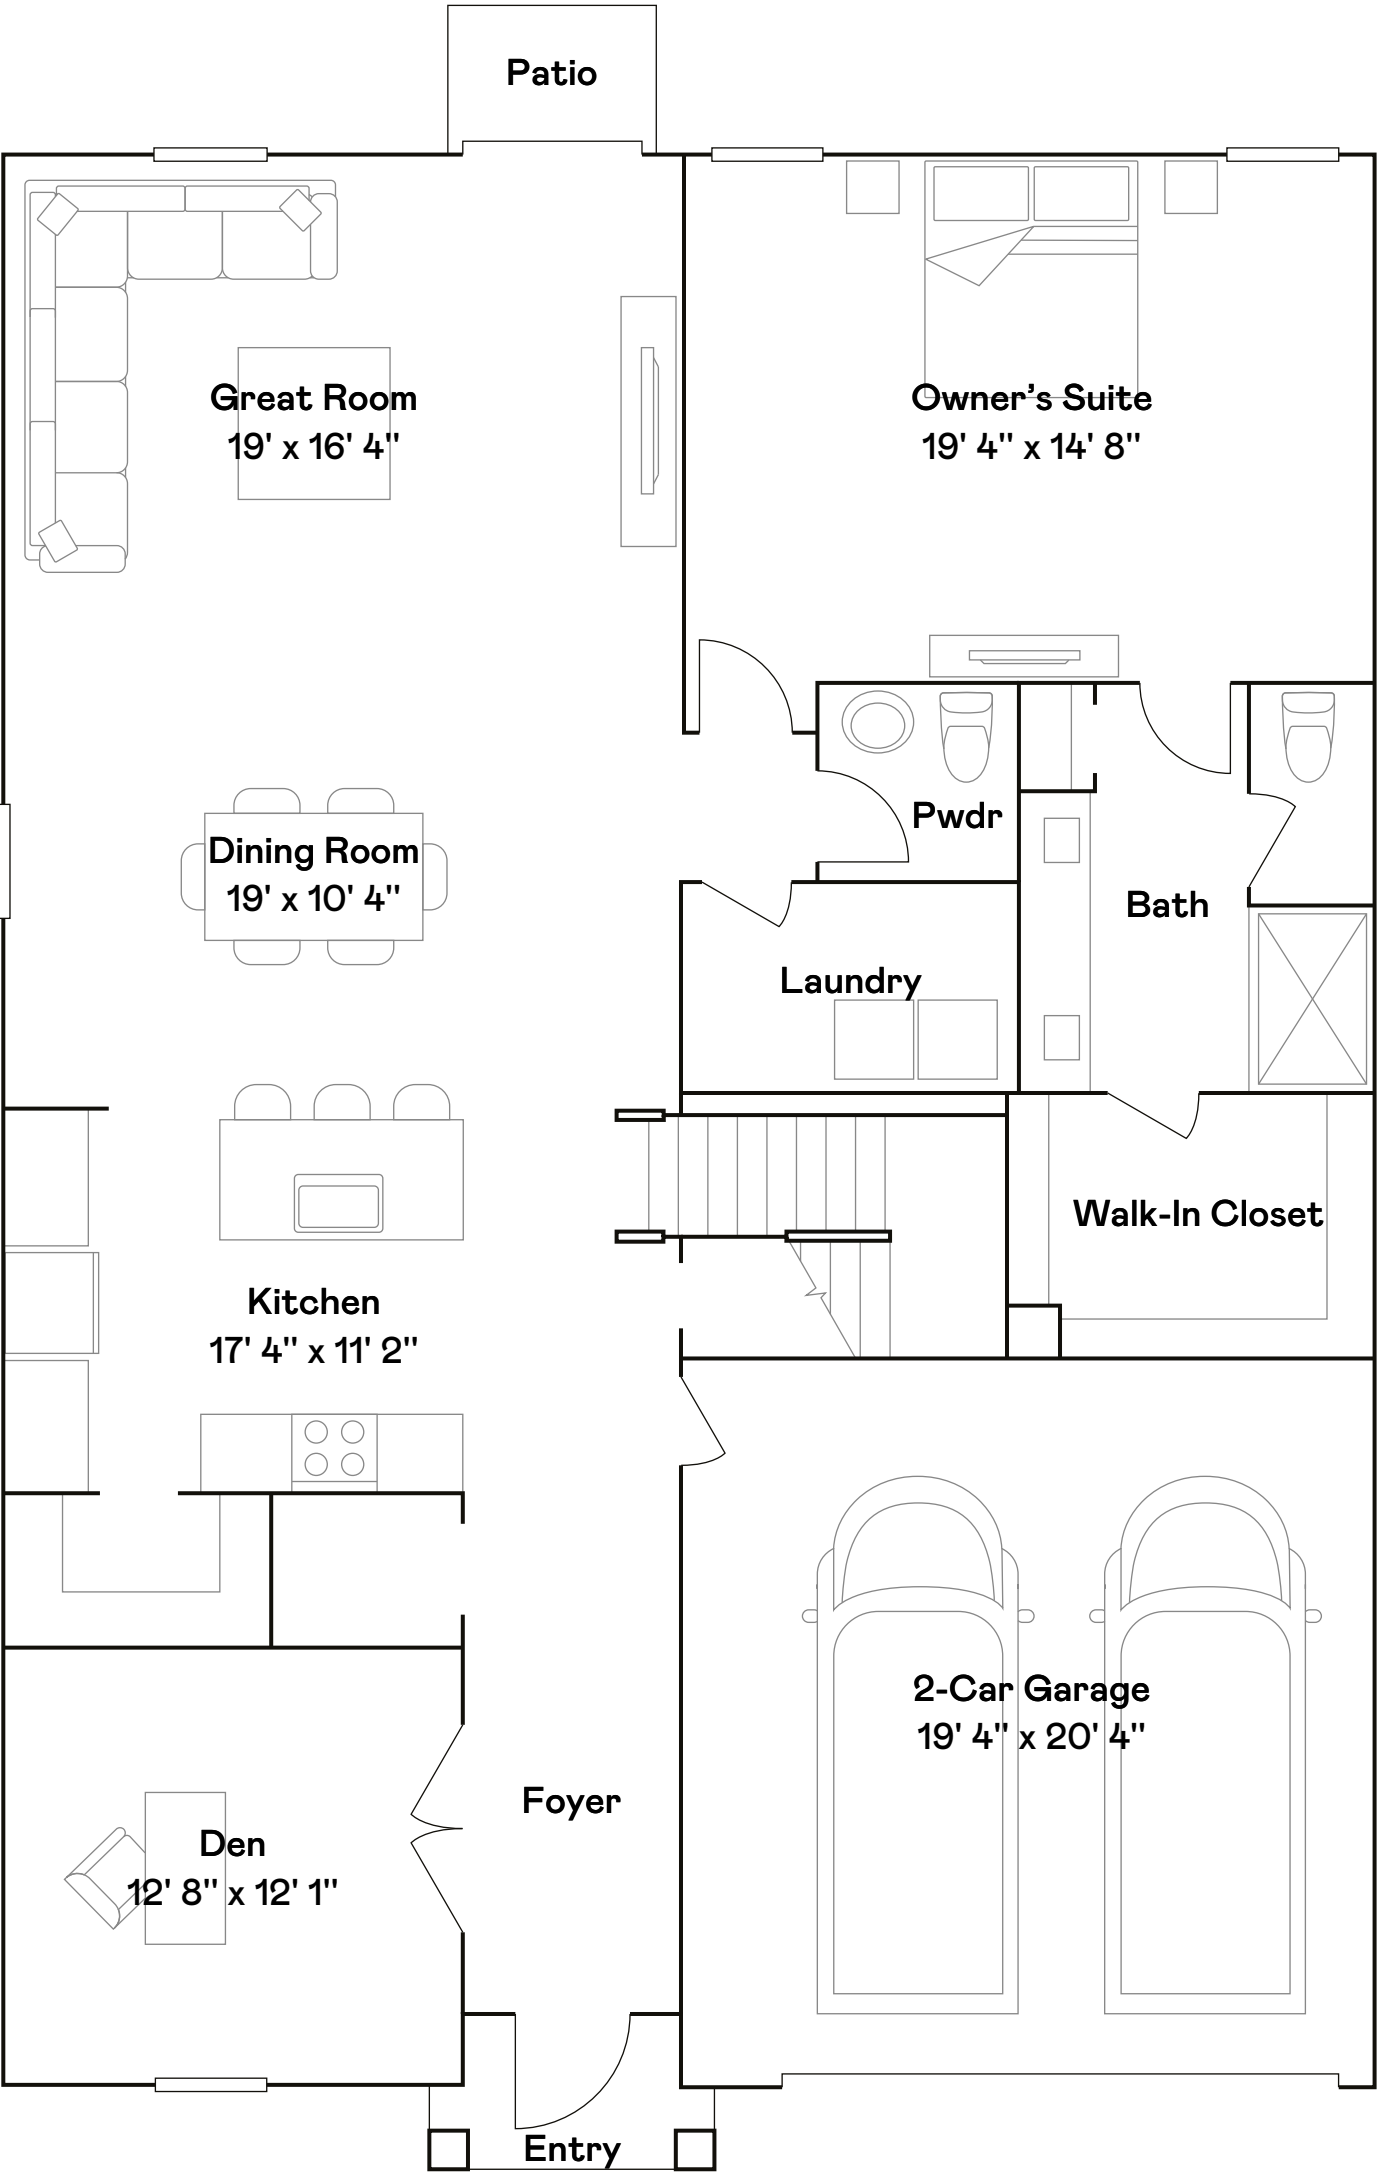 Patio
Great Room
19' x 16' 4"
Owner's Suite
19' 4" x 14' 8"
Pwdr
Dining Room
19' x 10' 4"
Bath
Laundry
Walk-In Closet
Kitchen
17' 4" x 11' 2"
2-Car Garage
19' 4" x 20' 4"
Foyer
Den
12' 8" x 12' 1"
Entry